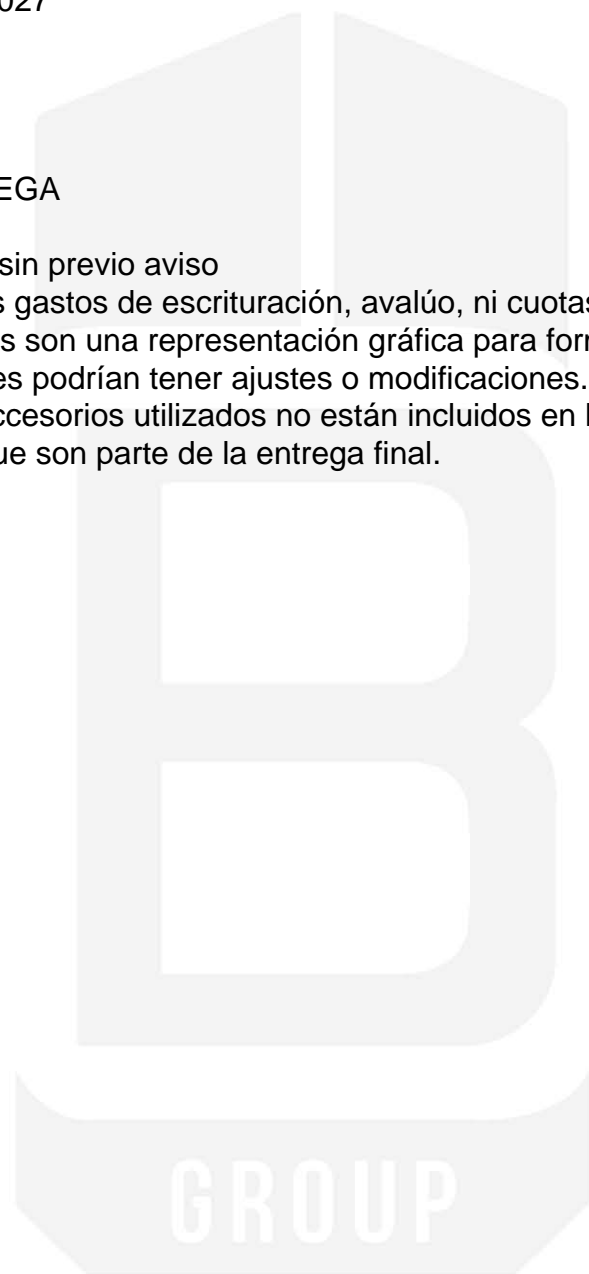 027
EGA
sin previo aviso
s gastos de escrituración, avalúo, ni cuotas
s son una representación gráfica para for
es podrían tener ajustes o modificaciones.
ccesorios utilizados no están incluidos en
ue son parte de la entrega final.
B
GROUP